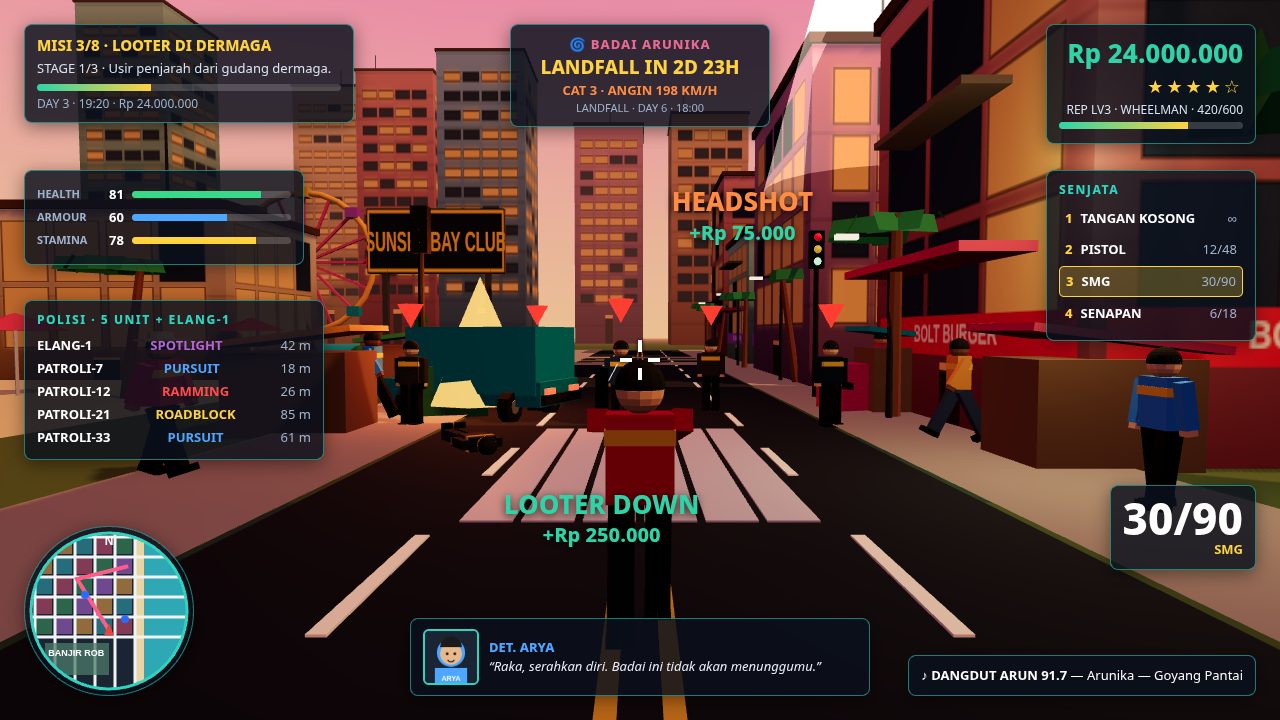 MISI 3/8 · LOOTER DI DERMAGA
STAGE 1/3 · Usir penjarah dari gudang dermaga.
DAY 3 · 19:20 · Rp 24.000.000
🌀 BADAI ARUNIKA
LANDFALL IN 2D 23H
CAT 3 · ANGIN 198 KM/H
LANDFALL · DAY 6 · 18:00
Rp 24.000.000
★★★★☆
REP LV3 · WHEELMAN · 420/600
HEALTH 81
ARMOUR 60
STAMINA 78
SENJATA
1 TANGAN KOSONG ∞
2 PISTOL 12/48
3 SMG 30/90
4 SENAPAN 6/18
HEADSHOT
+Rp 75.000
SUNSI BAY CLUB
POLISI · 5 UNIT + ELANG-1
ELANG-1 SPOTLIGHT 42 m
PATROLI-7 PURSUIT 18 m
PATROLI-12 RAMMING 26 m
PATROLI-21 ROADBLOCK 85 m
PATROLI-33 PURSUIT 61 m
BOLT BURGER
LOOTER DOWN
+Rp 250.000
30/90
SMG
N
BANJIR ROB
ARYA
DET. ARYA
“Raka, serahkan diri. Badai ini tidak akan menunggumu.”
♪ DANGDUT ARUN 91.7 — Arunika — Goyang Pantai